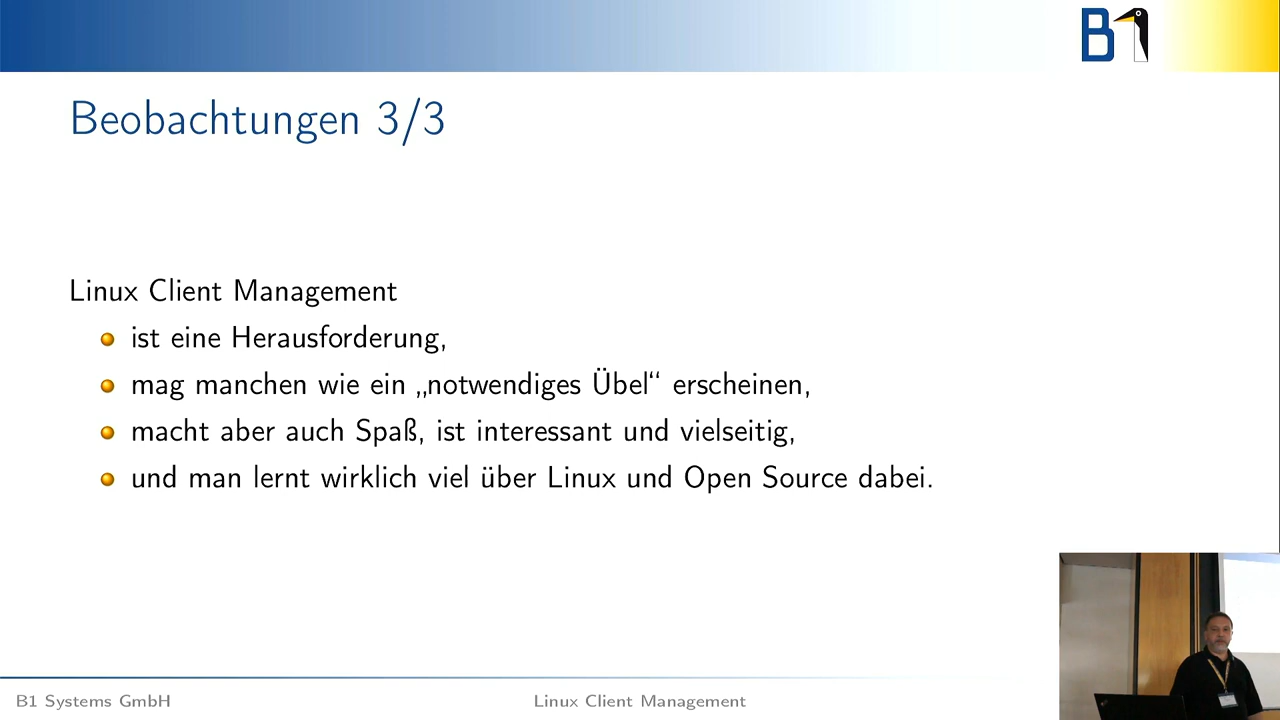 B1
Beobachtungen 3/3
Linux Client Management
ist eine Herausforderung,
mag manchen wie ein „notwendiges Übel“ erscheinen,
macht aber auch Spaß, ist interessant und vielseitig,
und man lernt wirklich viel über Linux und Open Source dabei.
B1 Systems GmbH
Linux Client Management